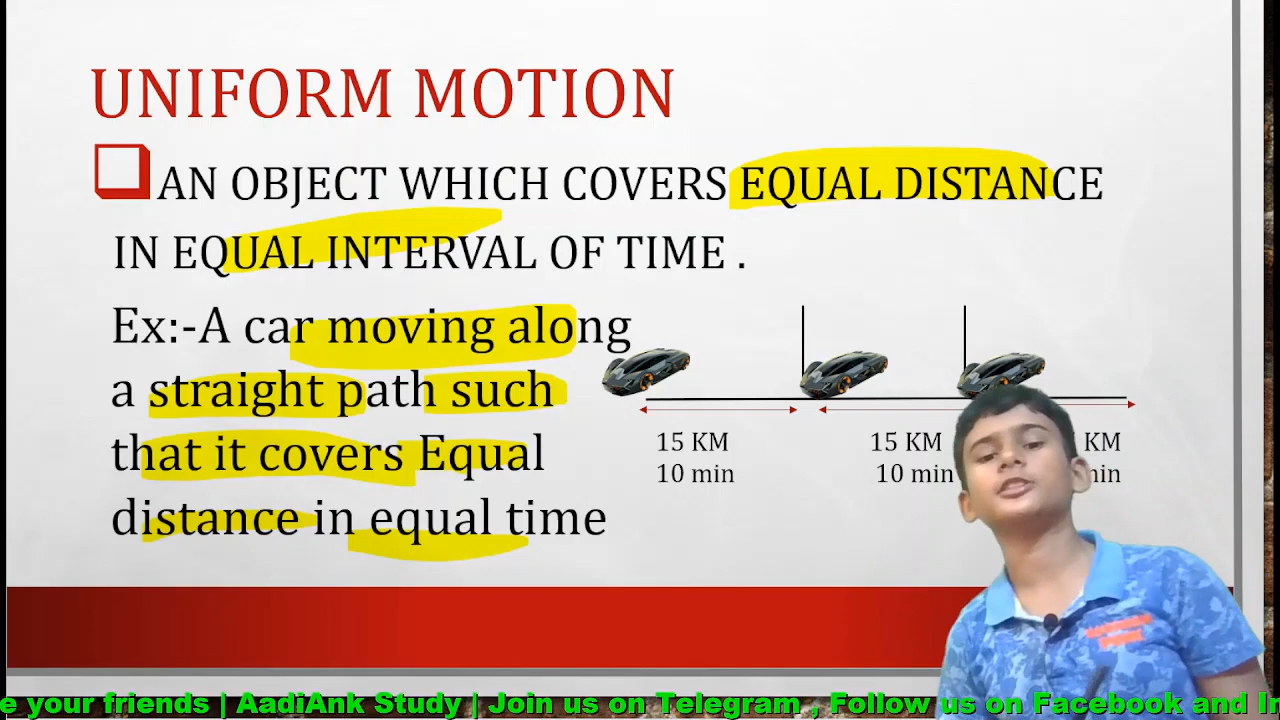 UNIFORM MOTION
AN OBJECT WHICH COVERS EQUAL DISTANCE
IN EQUAL INTERVAL OF TIME .
Ex:-A car moving along
a straight path such
that it covers Equal
distance in equal time
15 KM 15 KM KM
10 min 10 min min
e your friends | AadiAnk Study | Join us on Telegram , Follow us on Facebook and In